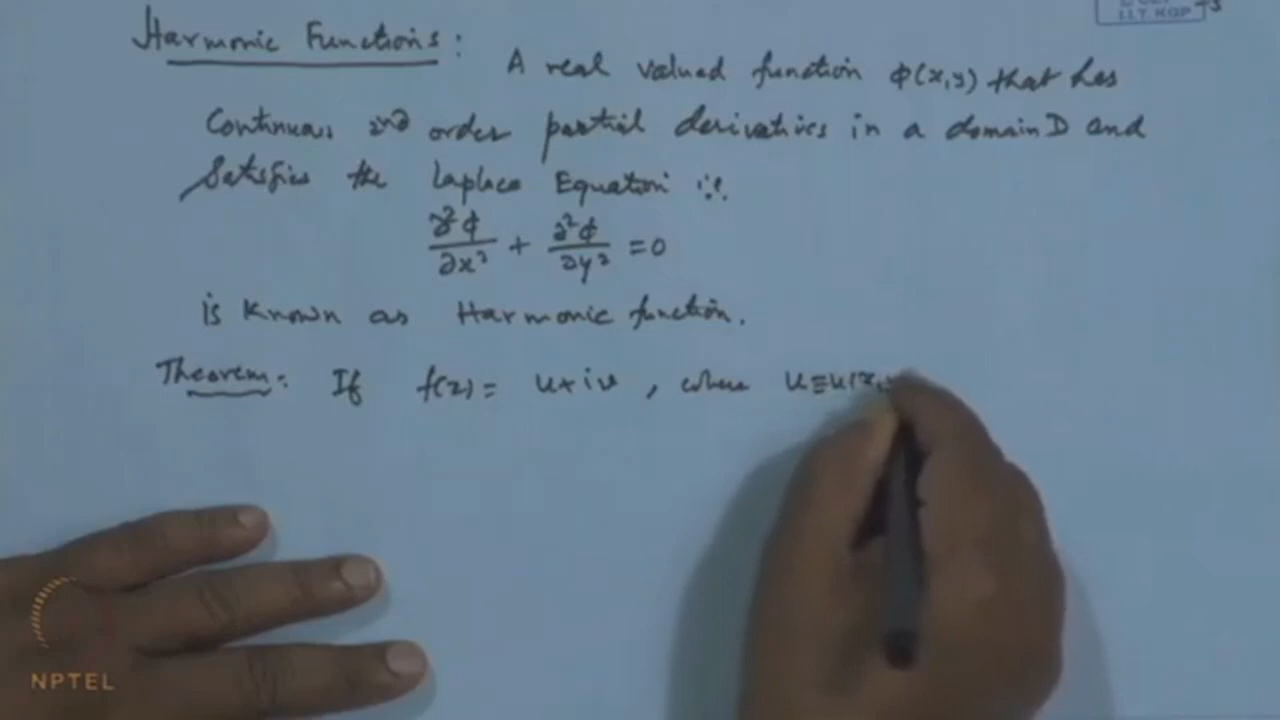 I.I.T. KGP
Harmonic Functions :
A real valued function φ(x,y) that has
Continuous 2nd order partial derivatives in a domain D and
Satisfies the Laplace Equation i.e.
∂²φ/∂x² + ∂²φ/∂y² = 0
is known as Harmonic function.
Theorem: If f(z) = u+iv , where u≡u(x,
NPTEL